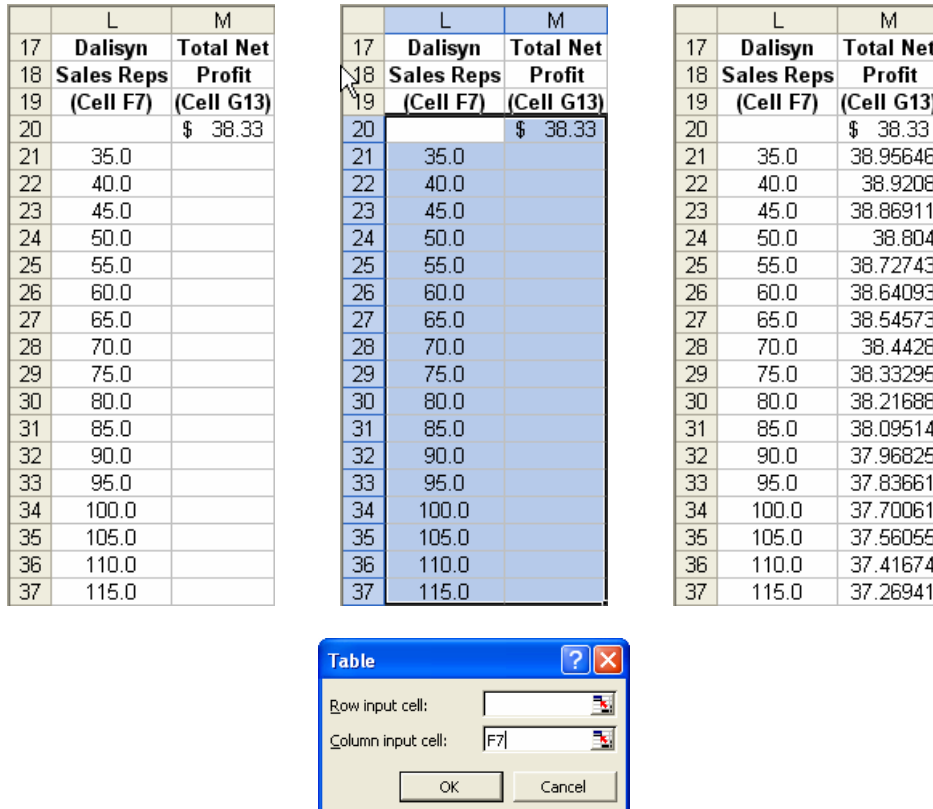 L M
17 Dalisyn Total Net
18 Sales Reps Profit
19 (Cell F7) (Cell G13)
20 $ 38.33
21 35.0
22 40.0
23 45.0
24 50.0
25 55.0
26 60.0
27 65.0
28 70.0
29 75.0
30 80.0
31 85.0
32 90.0
33 95.0
34 100.0
35 105.0
36 110.0
37 115.0
L M
17 Dalisyn Total Net
18 Sales Reps Profit
19 (Cell F7) (Cell G13)
20 $ 38.33
21 35.0
22 40.0
23 45.0
24 50.0
25 55.0
26 60.0
27 65.0
28 70.0
29 75.0
30 80.0
31 85.0
32 90.0
33 95.0
34 100.0
35 105.0
36 110.0
37 115.0
L M
17 Dalisyn Total Net
18 Sales Reps Profit
19 (Cell F7) (Cell G13)
20 $ 38.33
21 35.0 38.95646
22 40.0 38.9208
23 45.0 38.86911
24 50.0 38.804
25 55.0 38.72743
26 60.0 38.64093
27 65.0 38.54573
28 70.0 38.4428
29 75.0 38.33295
30 80.0 38.21688
31 85.0 38.09514
32 90.0 37.96825
33 95.0 37.83661
34 100.0 37.70061
35 105.0 37.56055
36 110.0 37.41674
37 115.0 37.26941
Table
Row input cell:
Column input cell: F7
OK Cancel